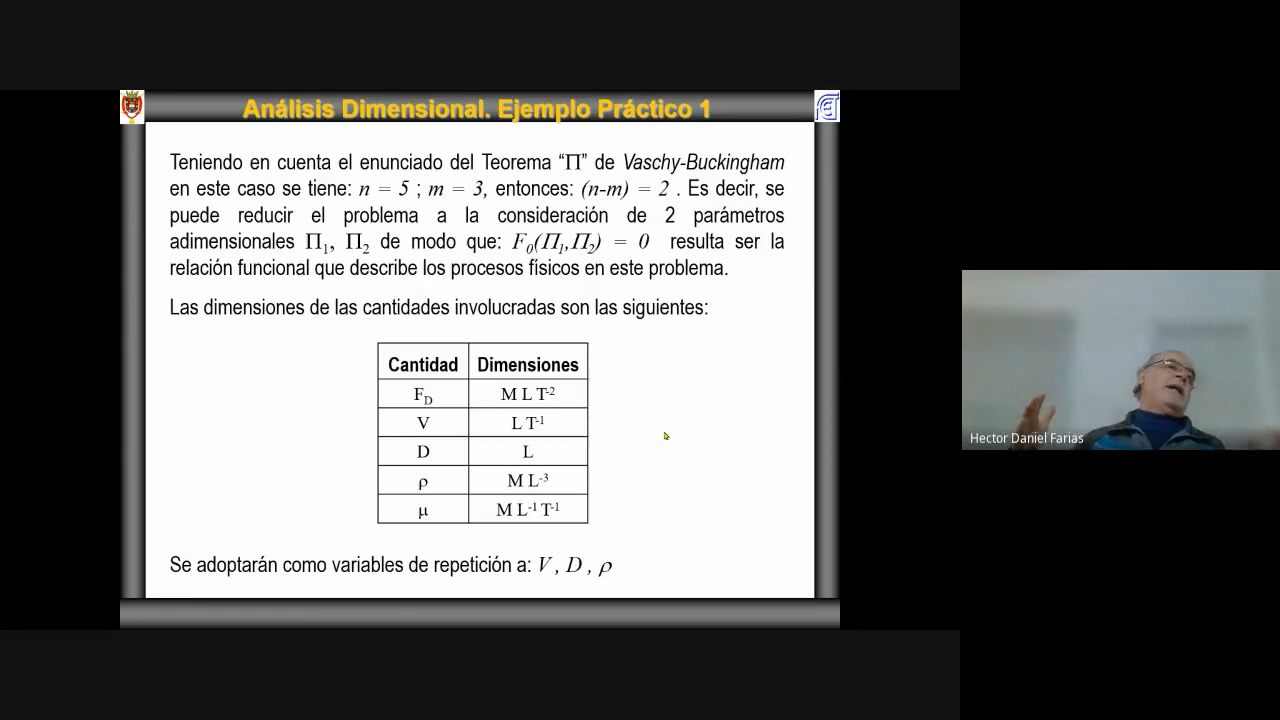 Análisis Dimensional. Ejemplo Práctico 1
Teniendo en cuenta el enunciado del Teorema “Π” de Vaschy-Buckingham
en este caso se tiene: n = 5 ; m = 3, entonces: (n-m) = 2 . Es decir, se
puede reducir el problema a la consideración de 2 parámetros
adimensionales Π₁, Π₂ de modo que: F₀(Π₁,Π₂) = 0 resulta ser la
relación funcional que describe los procesos físicos en este problema.
Las dimensiones de las cantidades involucradas son las siguientes:
Cantidad Dimensiones
F_D M L T⁻²
V L T⁻¹
D L
ρ M L⁻³
μ M L⁻¹ T⁻¹
Se adoptarán como variables de repetición a: V , D , ρ
Hector Daniel Farias